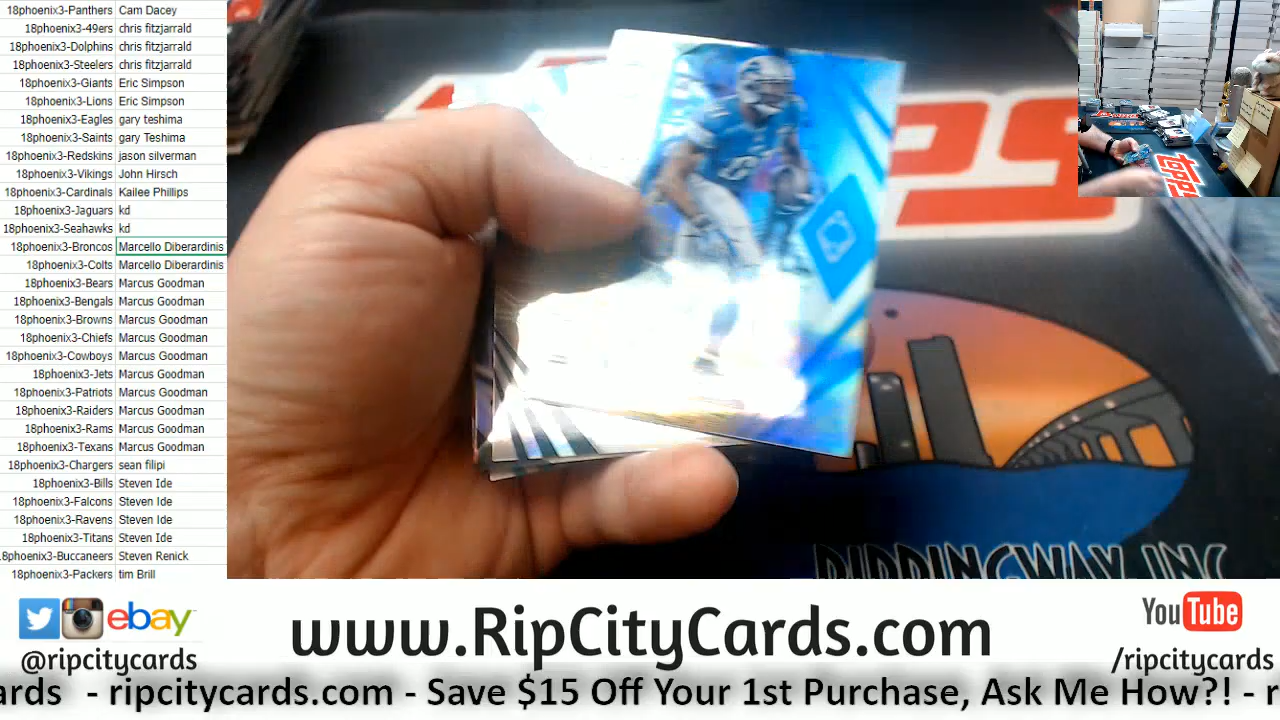 18phoenix3-Panthers Cam Dacey
18phoenix3-49ers chris fitzjarrald
18phoenix3-Dolphins chris fitzjarrald
18phoenix3-Steelers chris fitzjarrald
18phoenix3-Giants Eric Simpson
18phoenix3-Lions Eric Simpson
18phoenix3-Eagles gary teshima
18phoenix3-Saints gary Teshima
18phoenix3-Redskins jason silverman
18phoenix3-Vikings John Hirsch
18phoenix3-Cardinals Kailee Phillips
18phoenix3-Jaguars kd
18phoenix3-Seahawks kd
18phoenix3-Broncos Marcello Diberardinis
18phoenix3-Colts Marcello Diberardinis
18phoenix3-Bears Marcus Goodman
18phoenix3-Bengals Marcus Goodman
18phoenix3-Browns Marcus Goodman
18phoenix3-Chiefs Marcus Goodman
18phoenix3-Cowboys Marcus Goodman
18phoenix3-Jets Marcus Goodman
18phoenix3-Patriots Marcus Goodman
18phoenix3-Raiders Marcus Goodman
18phoenix3-Rams Marcus Goodman
18phoenix3-Texans Marcus Goodman
18phoenix3-Chargers sean filipi
18phoenix3-Bills Steven Ide
18phoenix3-Falcons Steven Ide
18phoenix3-Ravens Steven Ide
18phoenix3-Titans Steven Ide
8phoenix3-Buccaneers Steven Renick
18phoenix3-Packers tim Brill
topps
RIPPINGWAX, INC
ebay
@ripcitycards
www.RipCityCards.com
YouTube
/ripcitycards
ards - ripcitycards.com - Save $15 Off Your 1st Purchase, Ask Me How?! - r